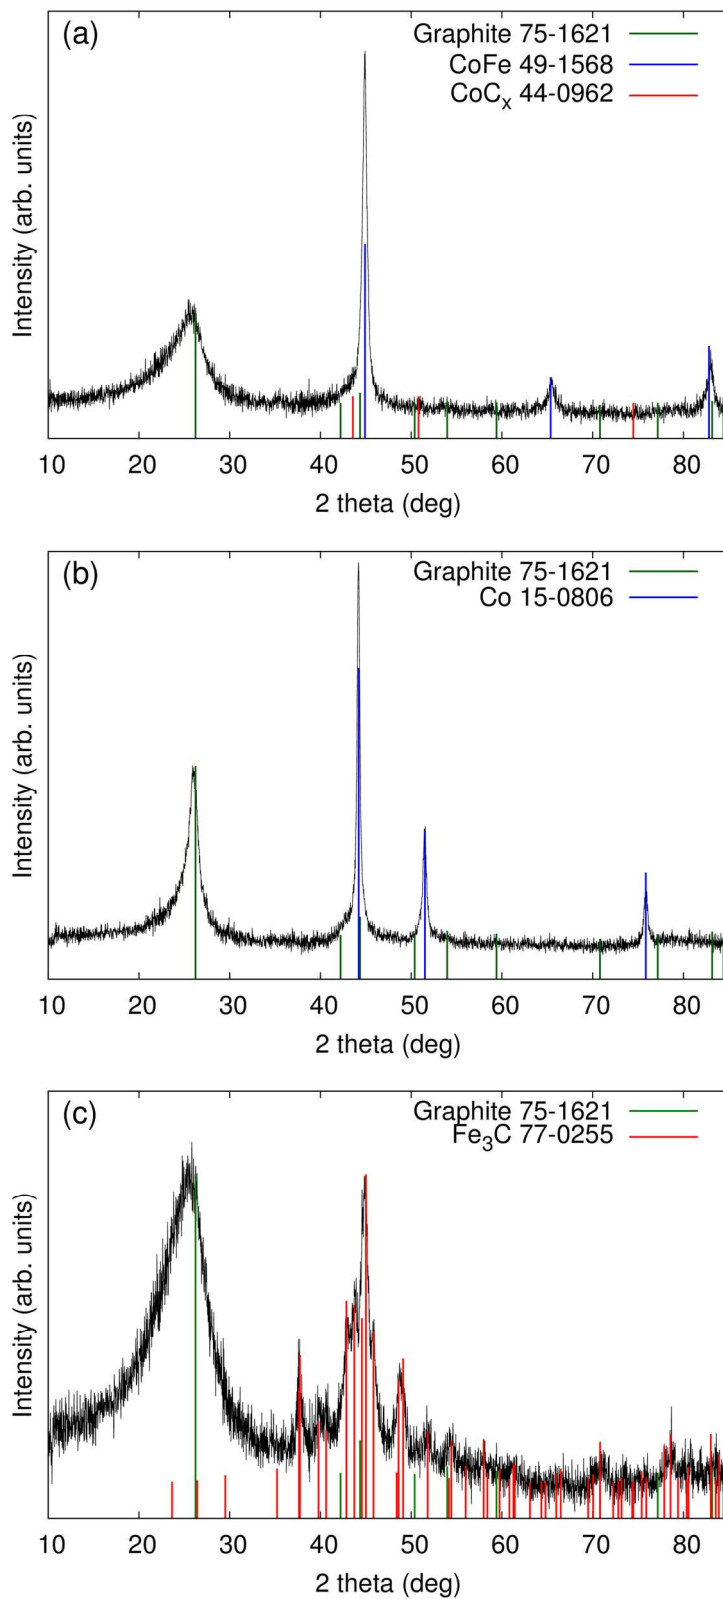 (a)
Graphite 75-1621
CoFe 49-1568
CoCₓ 44-0962
Intensity (arb. units)
10 20 30 40 50 60 70 80
2 theta (deg)
(b)
Graphite 75-1621
Co 15-0806
Intensity (arb. units)
10 20 30 40 50 60 70 80
2 theta (deg)
(c)
Graphite 75-1621
Fe₃C 77-0255
Intensity (arb. units)
10 20 30 40 50 60 70 80
2 theta (deg)